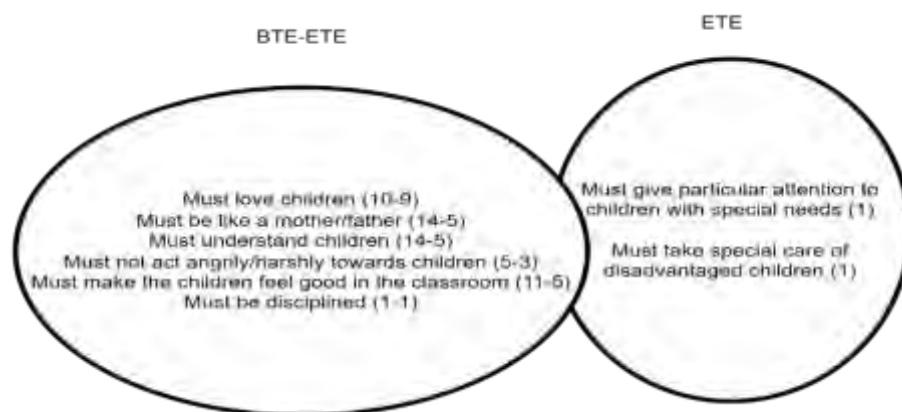 BTE-ETE
ETE
Must love children (10-9)
Must be like a mother/father (14-5)
Must understand children (14-5)
Must not act angrily/harshly towards children (5-3)
Must make the children feel good in the classroom (11-5)
Must be disciplined (1-1)
Must give particular attention to
children with special needs (1)
Must take special care of
disadvantaged children (1)